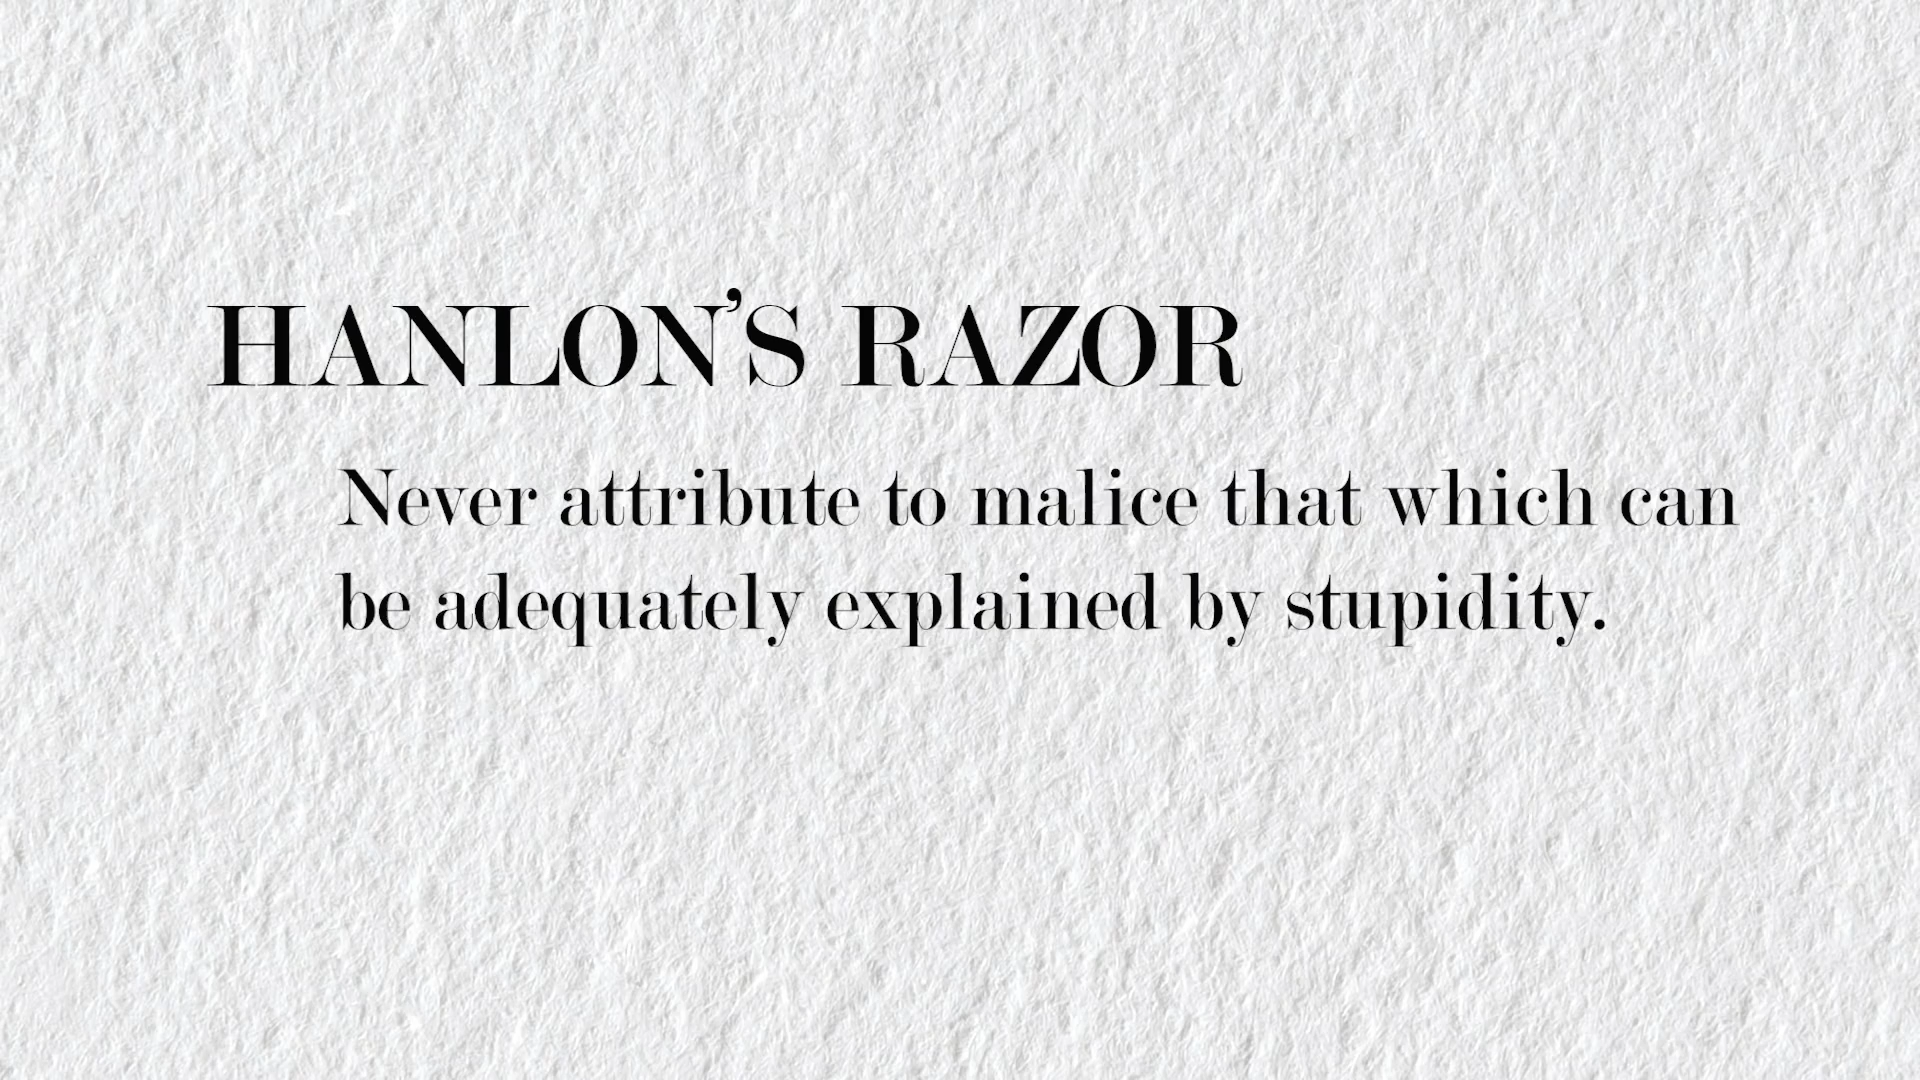 HANLON’S RAZOR
Never attribute to malice that which can
be adequately explained by stupidity.